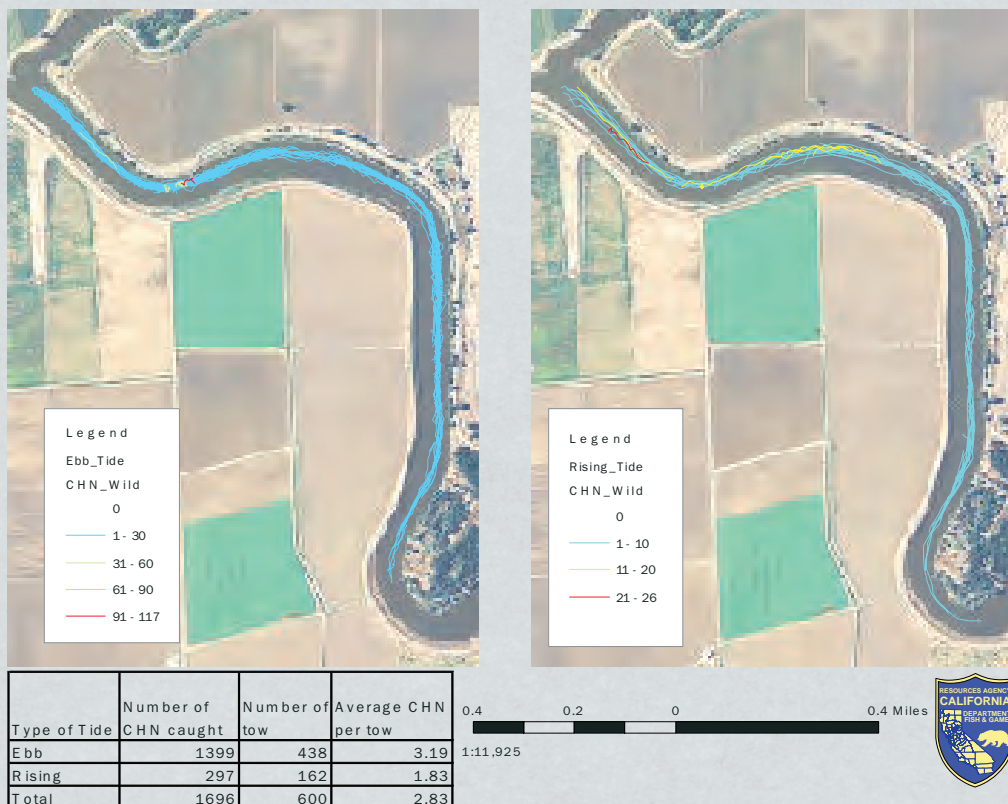 Legend
Ebb_Tide
CHN_Wild
0
1 - 30
31 - 60
61 - 90
91 - 117
Legend
Rising_Tide
CHN_Wild
0
1 - 10
11 - 20
21 - 26
Type of Tide Number of CHN caught Number of tow Average CHN per tow
Ebb 1399 438 3.19
Rising 297 162 1.83
Total 1696 600 2.83
0.4 0.2 0 0.4 Miles
1:11,925
RESOURCES AGENCY
CALIFORNIA
DEPARTMENT
FISH & GAME